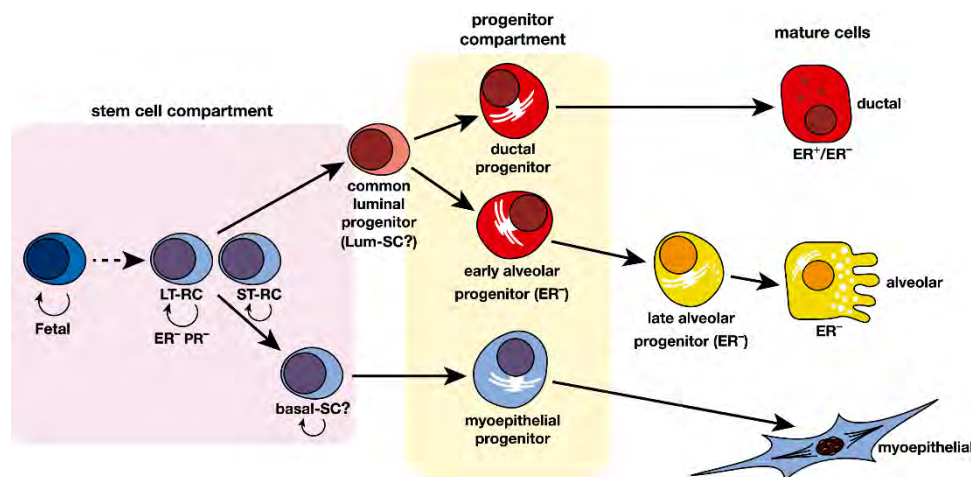 progenitor
compartment
mature cells
stem cell compartment
ductal
ER⁺/ER⁻
ductal
progenitor
common
luminal
progenitor
(Lum-SC?)
early alveolar
progenitor (ER⁻)
alveolar
ER⁻
late alveolar
progenitor (ER⁻)
Fetal
LT-RC
ER⁻ PR⁻
ST-RC
basal-SC?
myoepithelial
progenitor
myoepithelial